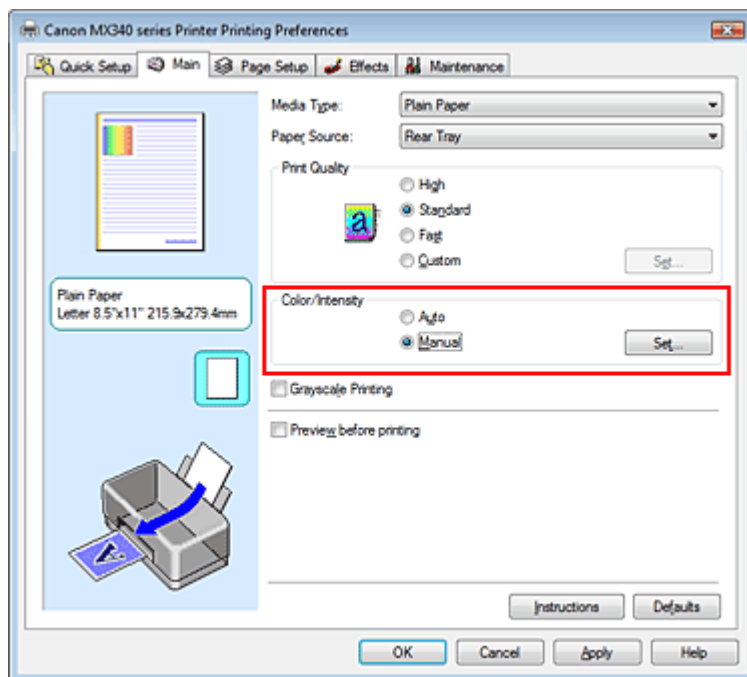 Canon MX340 series Printer Printing Preferences
Quick Setup Main Page Setup Effects Maintenance
Media Type: Plain Paper
Paper Source: Rear Tray
Print Quality
High
a Standard
Fast
Custom Set...
Plain Paper
Letter 8.5"x11" 215.9x279.4mm
Color/Intensity
Auto
Manual Set...
Grayscale Printing
Preview before printing
A
Instructions Defaults
OK Cancel Apply Help